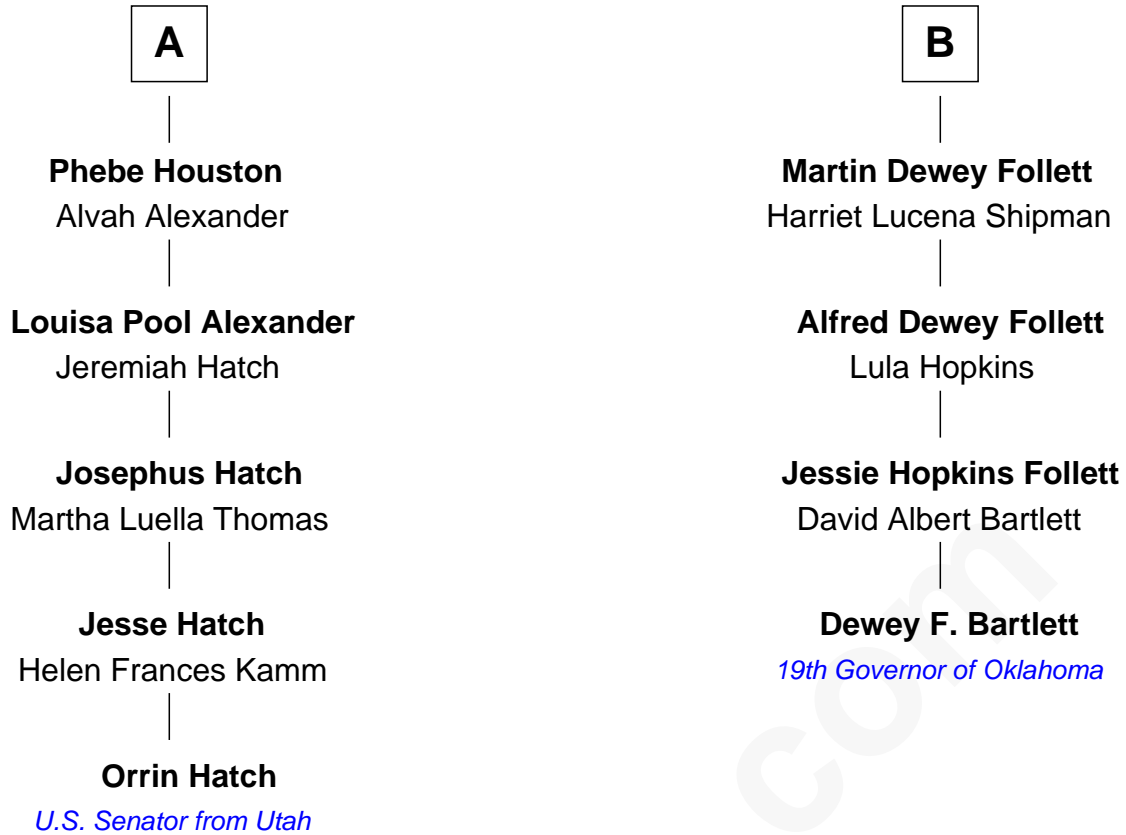 A
Phebe Houston
Alvah Alexander
Louisa Pool Alexander
Jeremiah Hatch
Josephus Hatch
Martha Luella Thomas
Jesse Hatch
Helen Frances Kamm
Orrin Hatch
U.S. Senator from Utah
B
Martin Dewey Follett
Harriet Lucena Shipman
Alfred Dewey Follett
Lula Hopkins
Jessie Hopkins Follett
David Albert Bartlett
Dewey F. Bartlett
19th Governor of Oklahoma
com